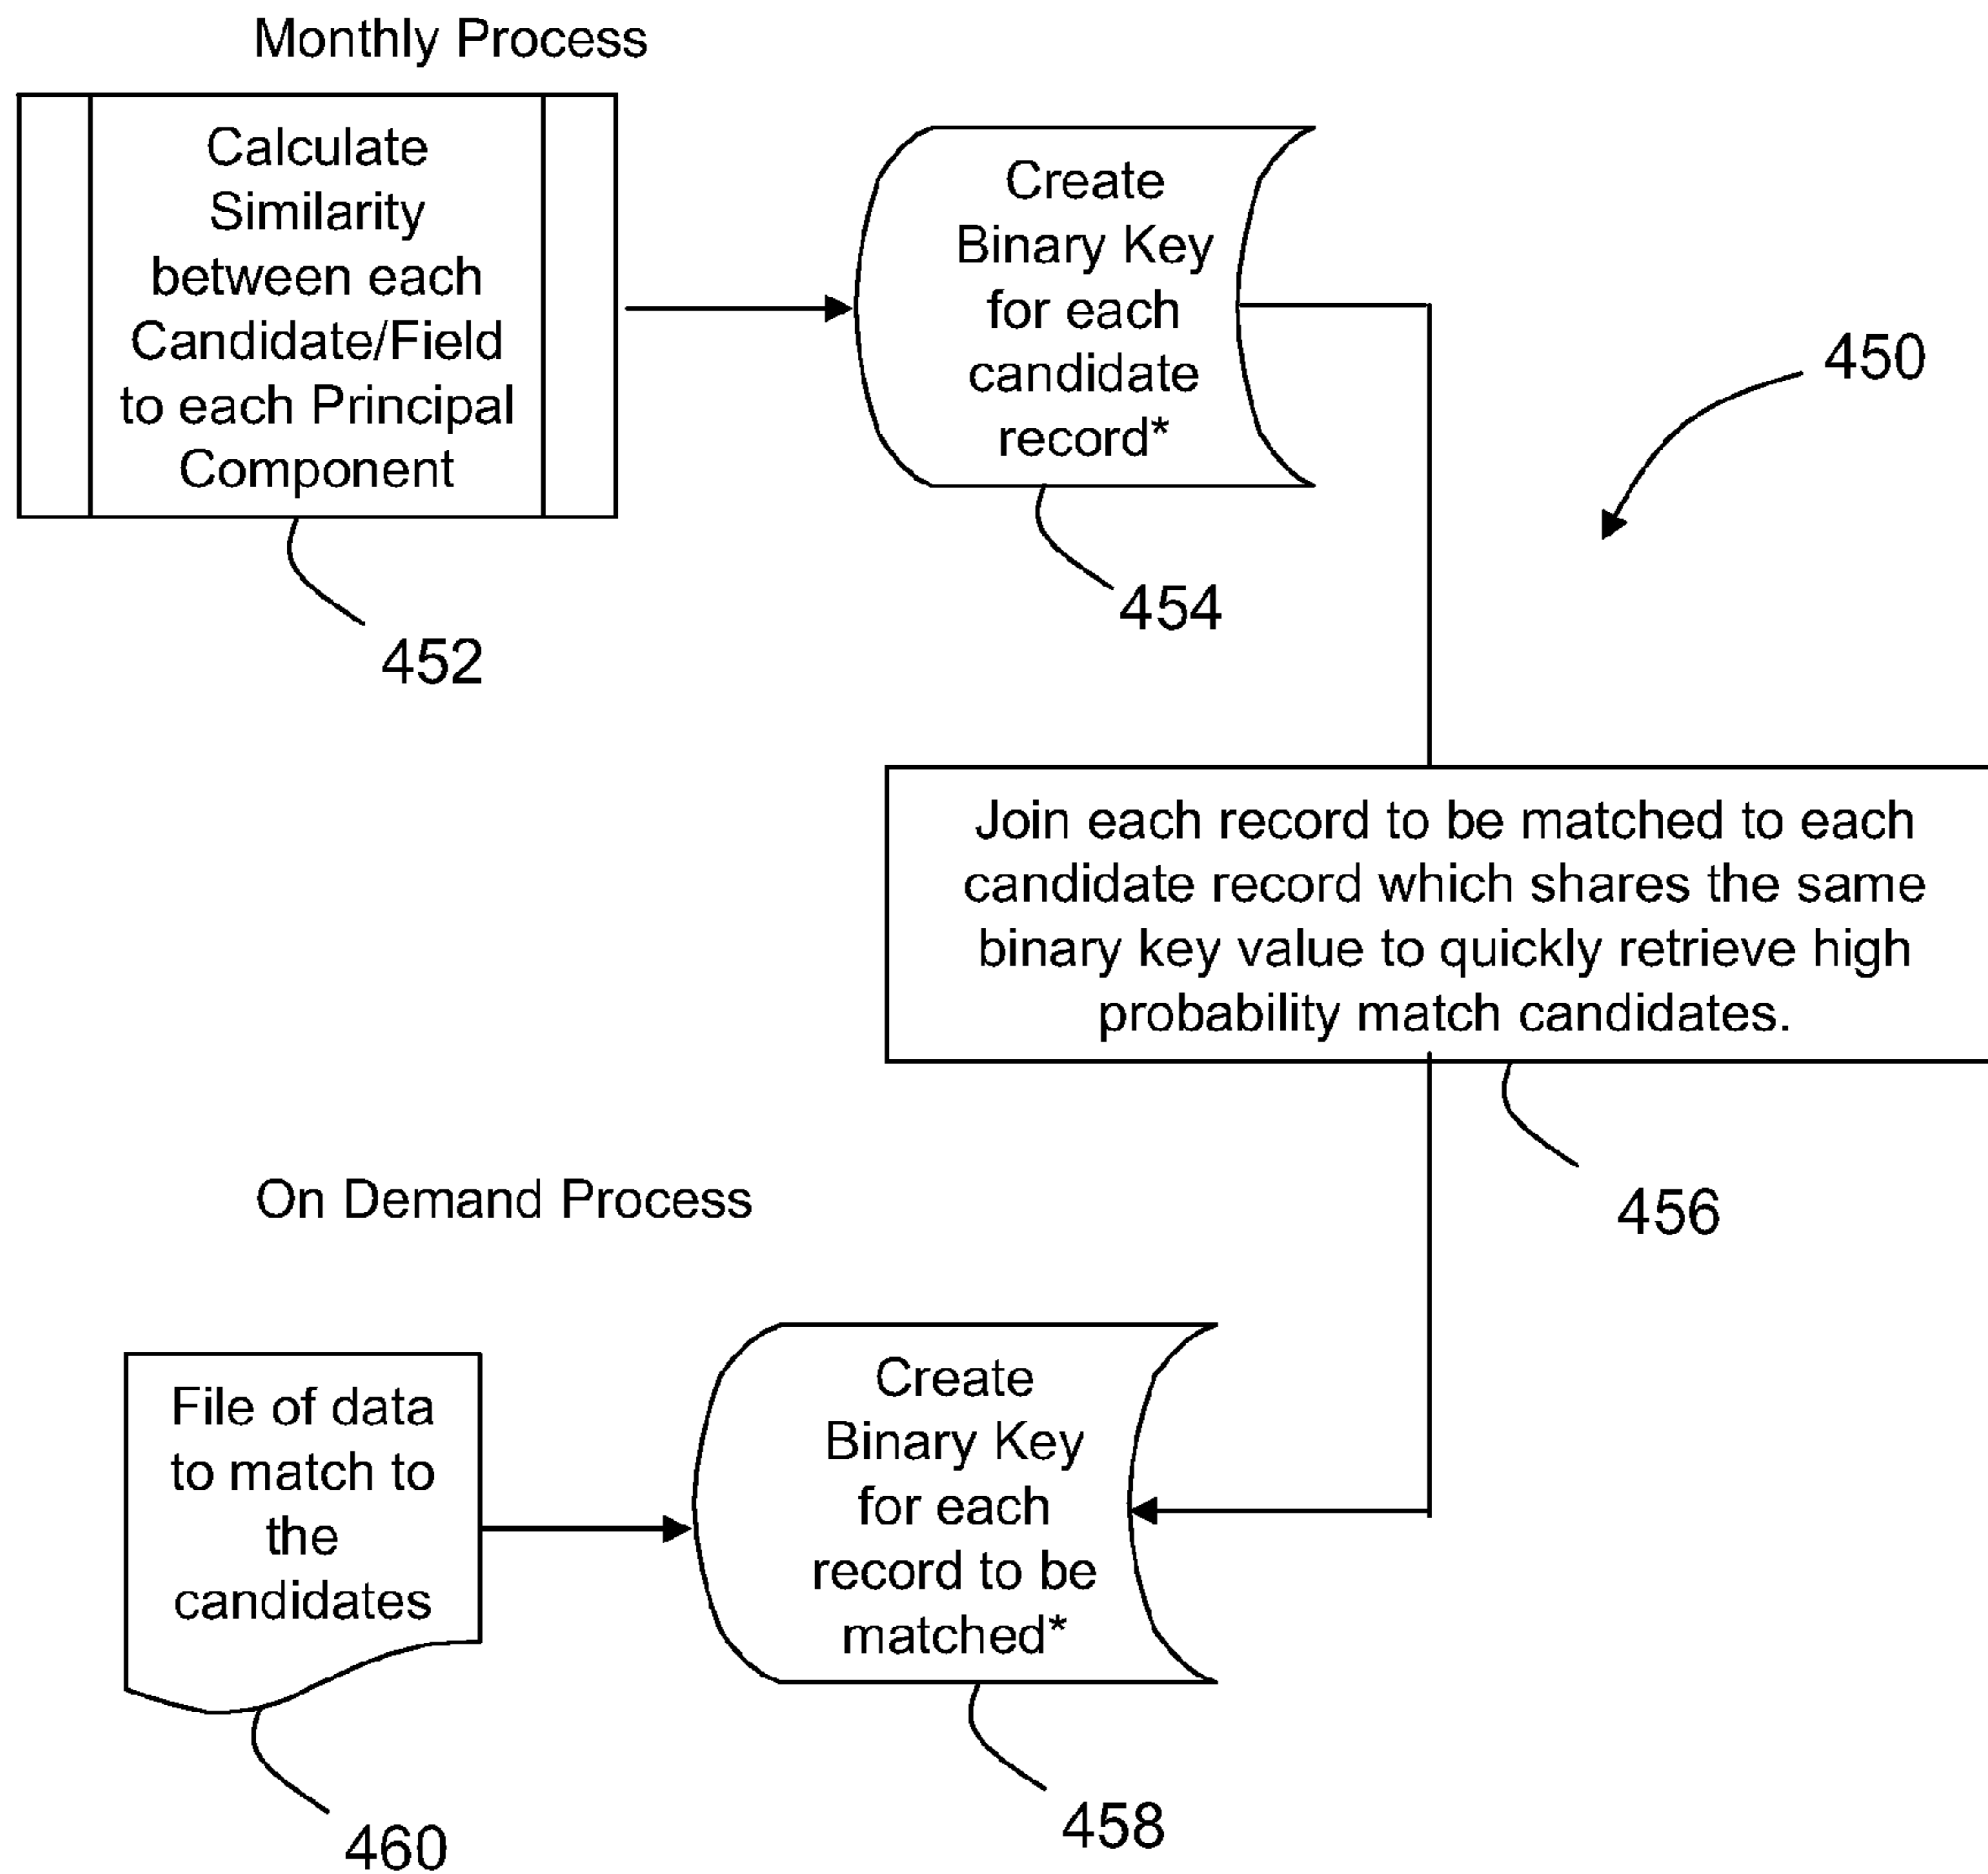 Monthly Process
Calculate
Similarity
between each
Candidate/Field
to each Principal
Component
452
Create
Binary Key
for each
candidate
record*
454
450
Join each record to be matched to each
candidate record which shares the same
binary key value to quickly retrieve high
probability match candidates.
456
On Demand Process
File of data
to match to
the
candidates
460
Create
Binary Key
for each
record to be
matched*
458